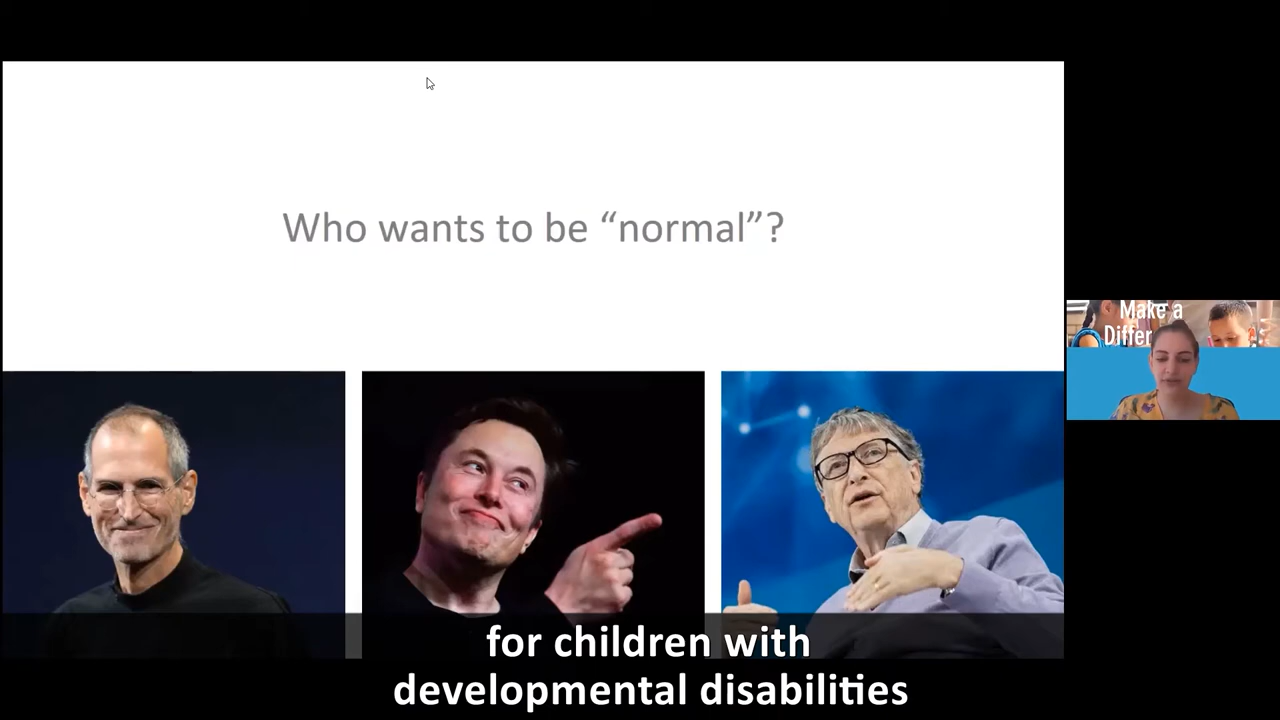 Who wants to be “normal”?
Make a
Differ
for children with
developmental disabilities